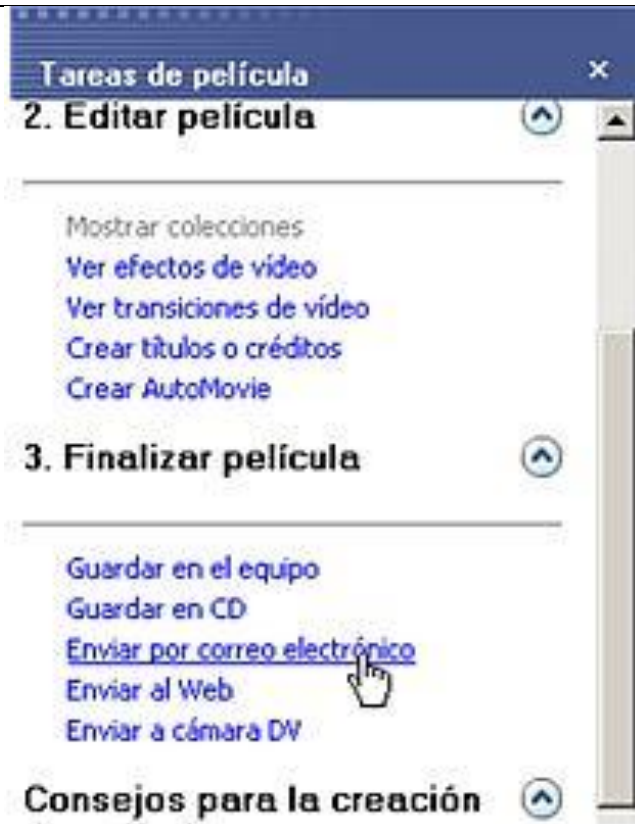 Tareas de película
2. Editar película
Mostrar colecciones
Ver efectos de vídeo
Ver transiciones de vídeo
Crear títulos o créditos
Crear AutoMovie
3. Finalizar película
Guardar en el equipo
Guardar en CD
Enviar por correo electrónico
Enviar al Web
Enviar a cámara DV
Consejos para la creación